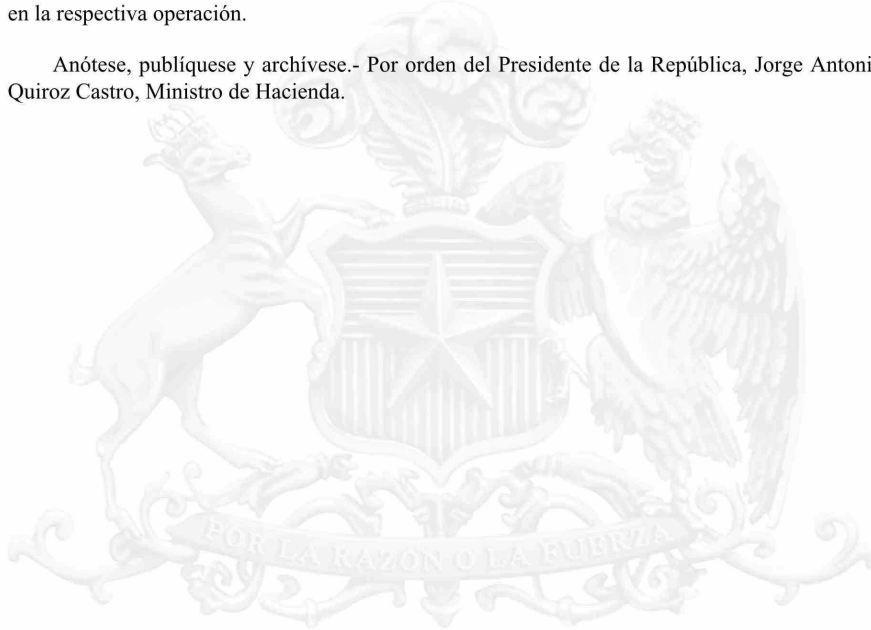 en la respectiva operación.
Anótese, publíquese y archívese.- Por orden del Presidente de la República, Jorge Antoni
Quiroz Castro, Ministro de Hacienda.
POR LA RAZON O LA FUERZA